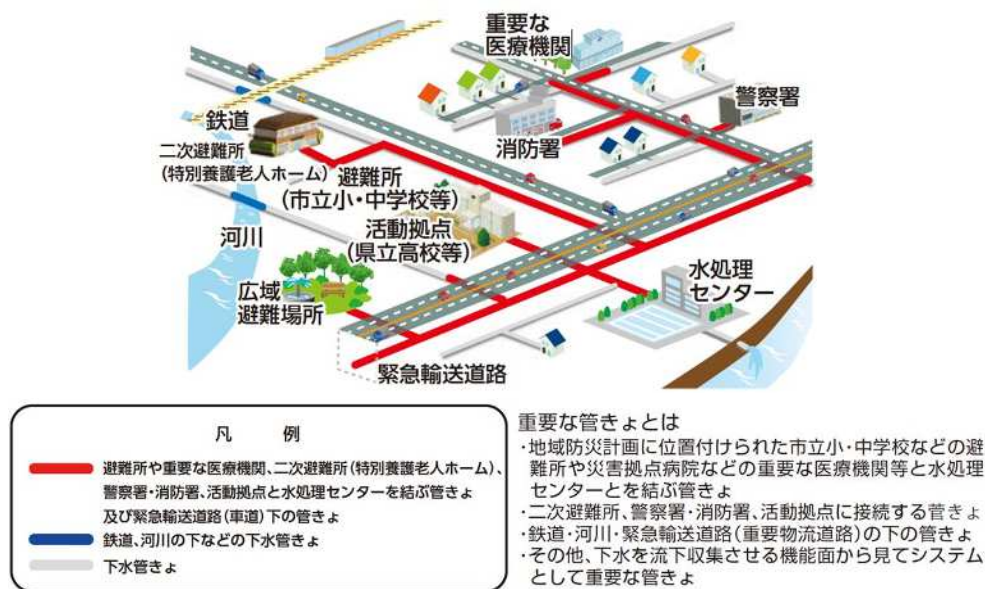 重要な
医療機関
警察署
鉄道
消防署
二次避難所
(特別養護老人ホーム)
避難所
(市立小・中学校等)
活動拠点
(県立高校等)
河川
水処理
センター
広域
避難場所
緊急輸送道路
凡 例
避難所や重要な医療機関、二次避難所(特別養護老人ホーム)、
警察署・消防署、活動拠点と水処理センターを結ぶ管きょ
及び緊急輸送道路(車道)下の管きょ
鉄道、河川の下などの下水管きょ
下水管きょ
重要な管きょとは
・地域防災計画に位置付けられた市立小・中学校などの避
難所や災害拠点病院などの重要な医療機関等と水処理
センターとを結ぶ管きょ
・二次避難所、警察署・消防署、活動拠点に接続する菅きょ
・鉄道・河川・緊急輸送道路(重要物流道路)の下の管きょ
・その他、下水を流下収集させる機能面から見てシステム
として重要な管きょ